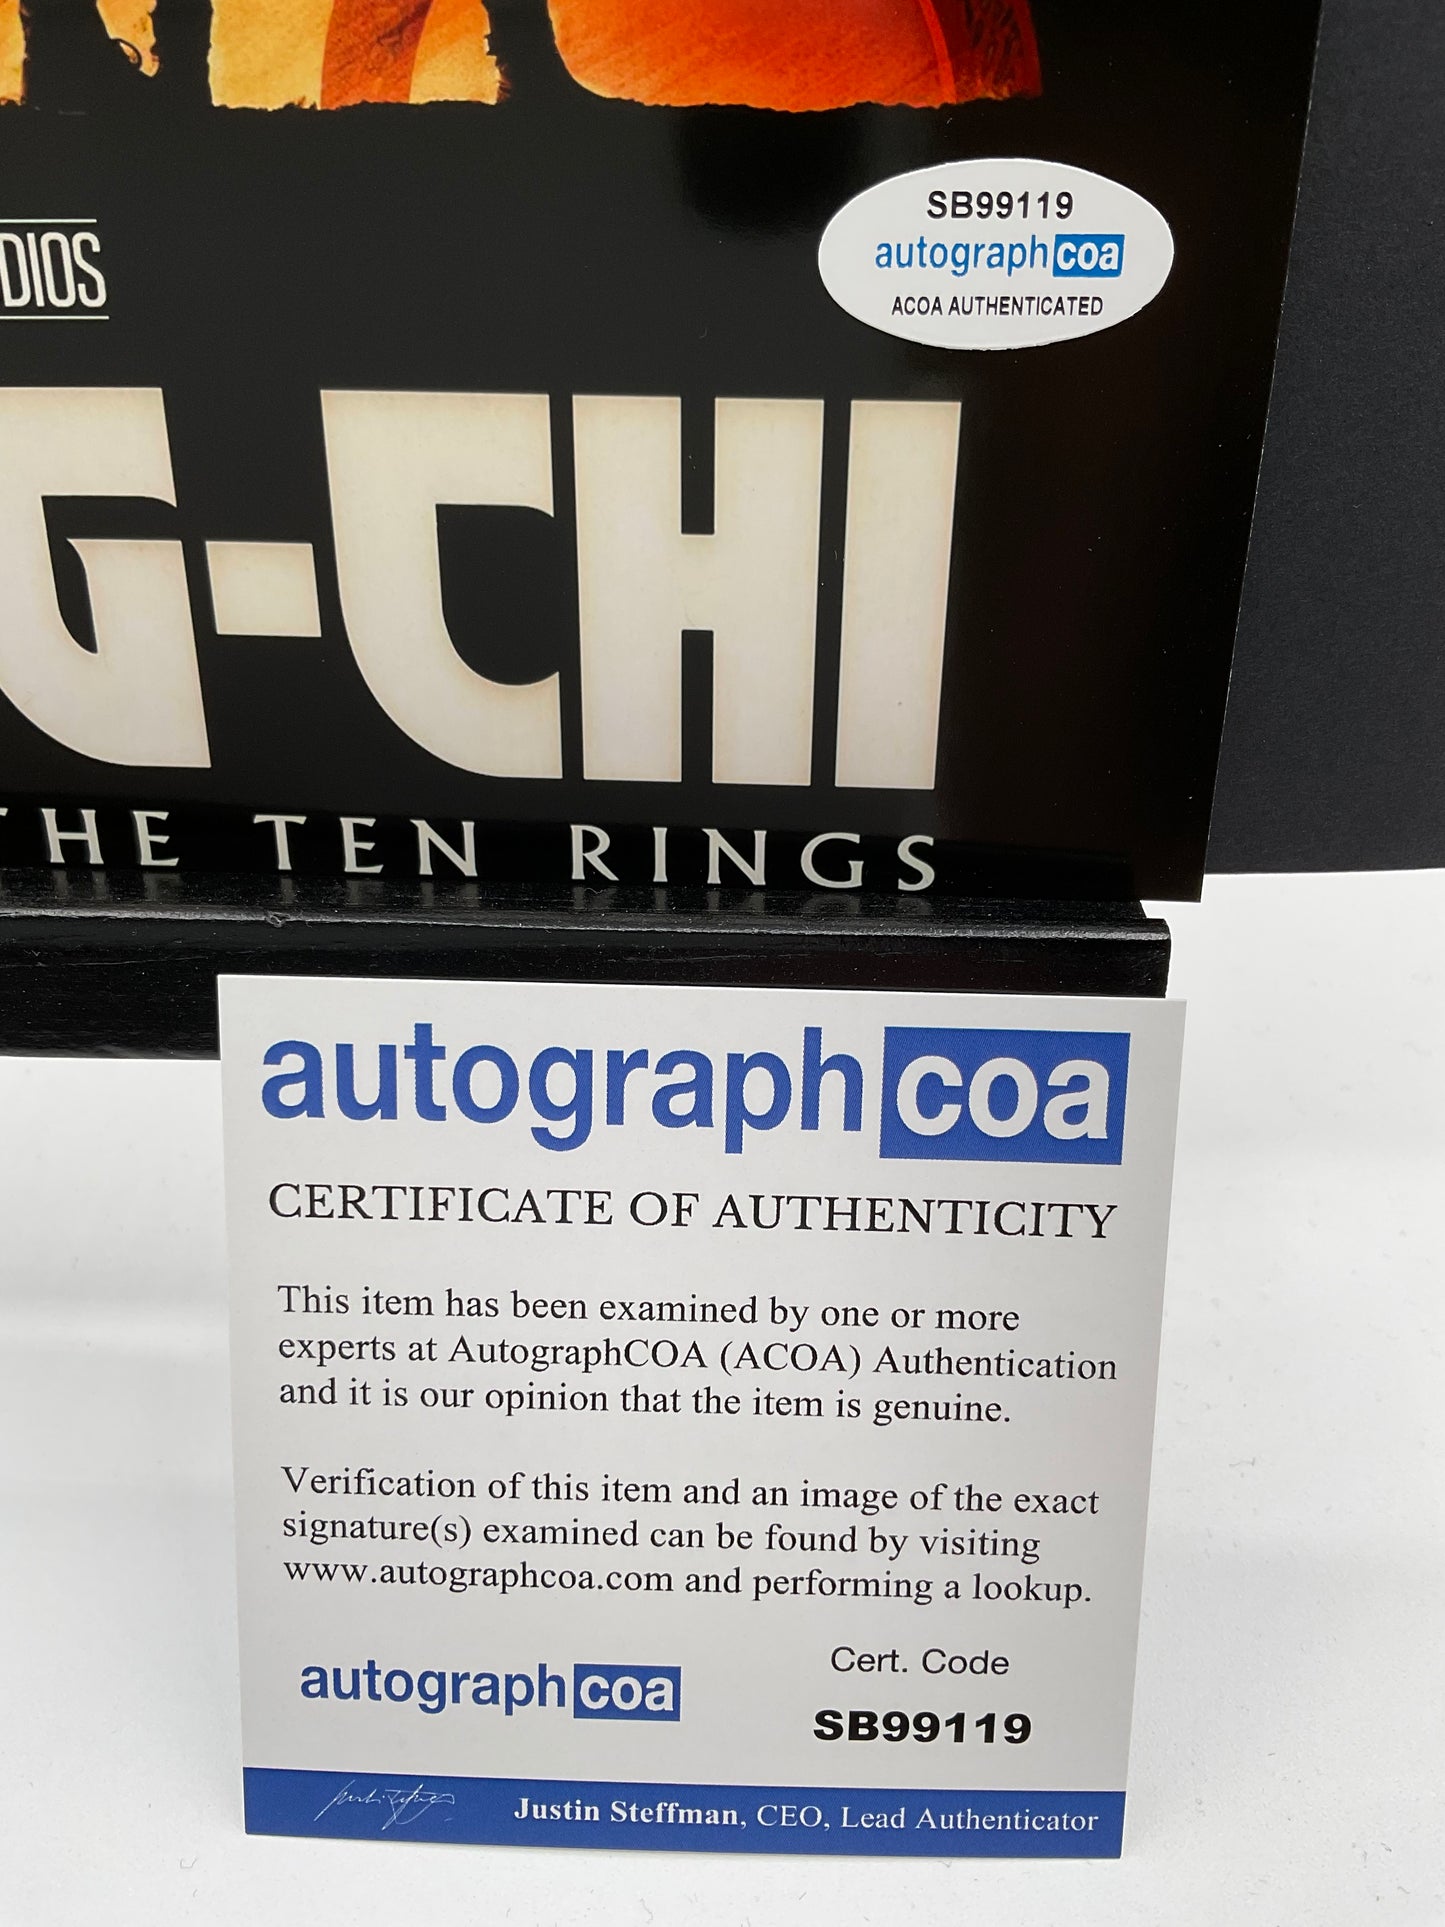 SB99119
autographcoa
ACOA AUTHENTICATED
DIOS
G-CHI
HE TEN RINGS
autographcoa
CERTIFICATE OF AUTHENTICITY
This item has been examined by one or more
experts at AutographCOA (ACOA) Authentication
and it is our opinion that the item is genuine.
Verification of this item and an image of the exact
signature(s) examined can be found by visiting
www.autographcoa.com and performing a lookup.
autographcoa
Cert. Code
SB99119
Justin Steffman, CEO, Lead Authenticator